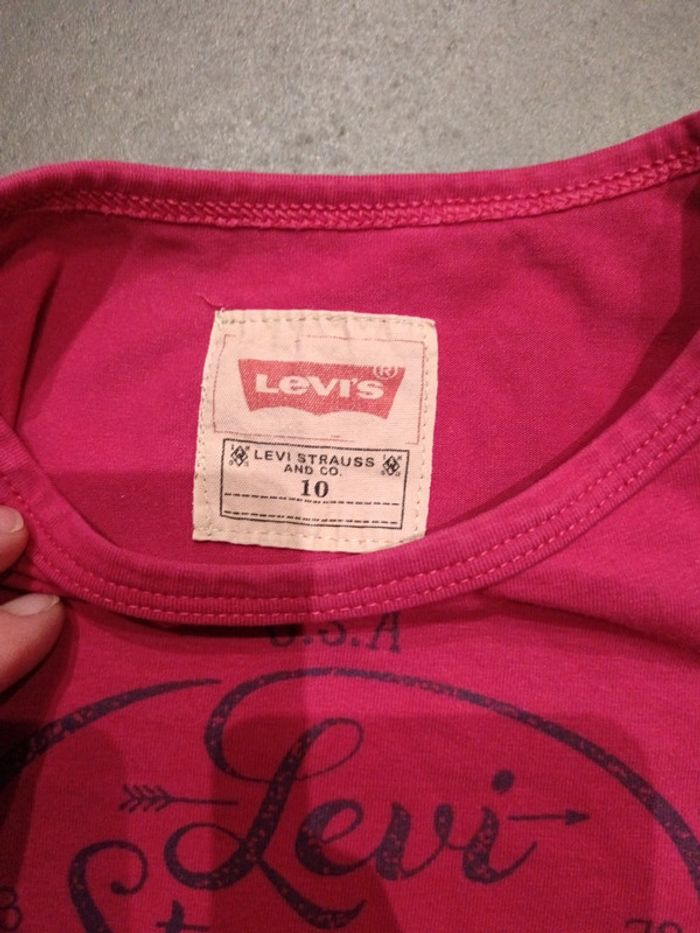 LEVI'S ®
LEVI STRAUSS
AND CO.
10
U.S.A
Levi